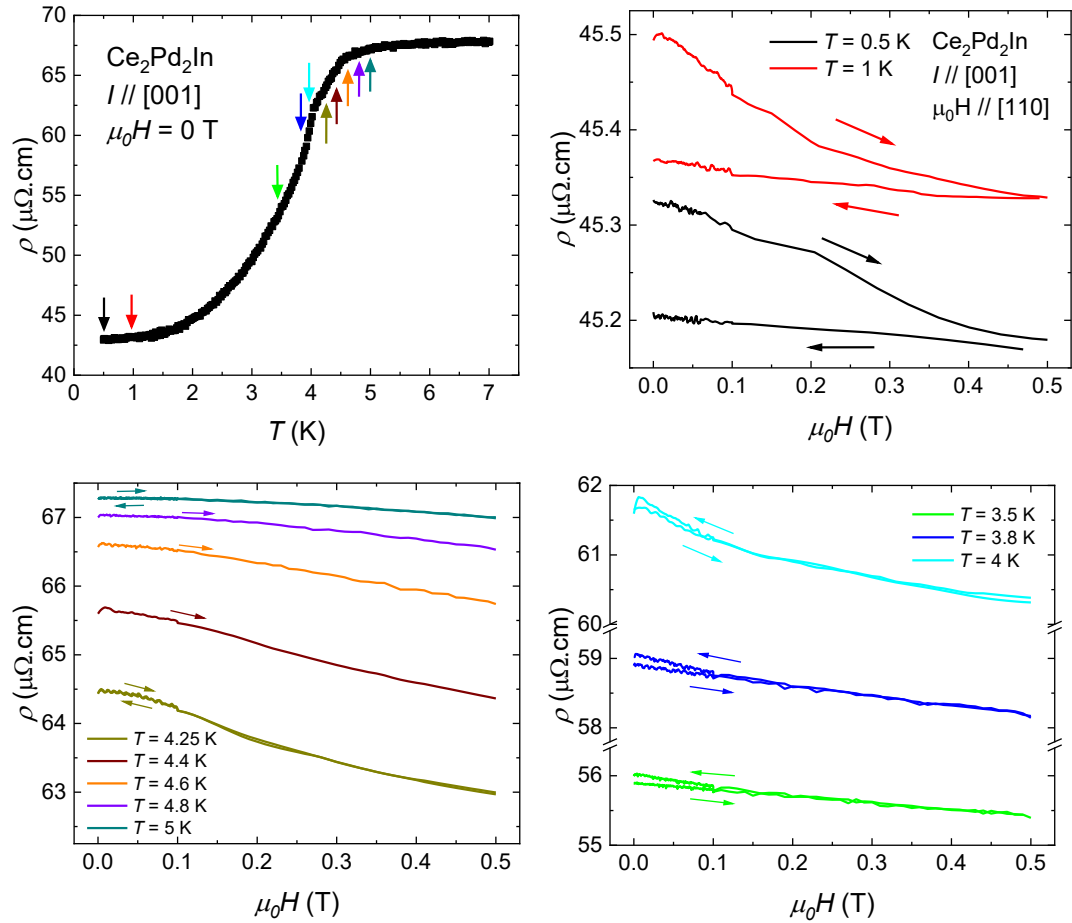 70
65
60
55
50
45
40
0
1
2
3
4
5
6
7
ρ (μΩ.cm)
T (K)
Ce₂Pd₂In
I // [001]
μ₀H = 0 T
45.5
45.4
45.3
45.2
0.0
0.1
0.2
0.3
0.4
0.5
ρ (μΩ.cm)
μ₀H (T)
T = 0.5 K
T = 1 K
Ce₂Pd₂In
I // [001]
μ₀H // [110]
67
66
65
64
63
0.0
0.1
0.2
0.3
0.4
0.5
ρ (μΩ.cm)
μ₀H (T)
T = 4.25 K
T = 4.4 K
T = 4.6 K
T = 4.8 K
T = 5 K
62
61
60
59
58
56
55
0.0
0.1
0.2
0.3
0.4
0.5
ρ (μΩ.cm)
μ₀H (T)
T = 3.5 K
T = 3.8 K
T = 4 K